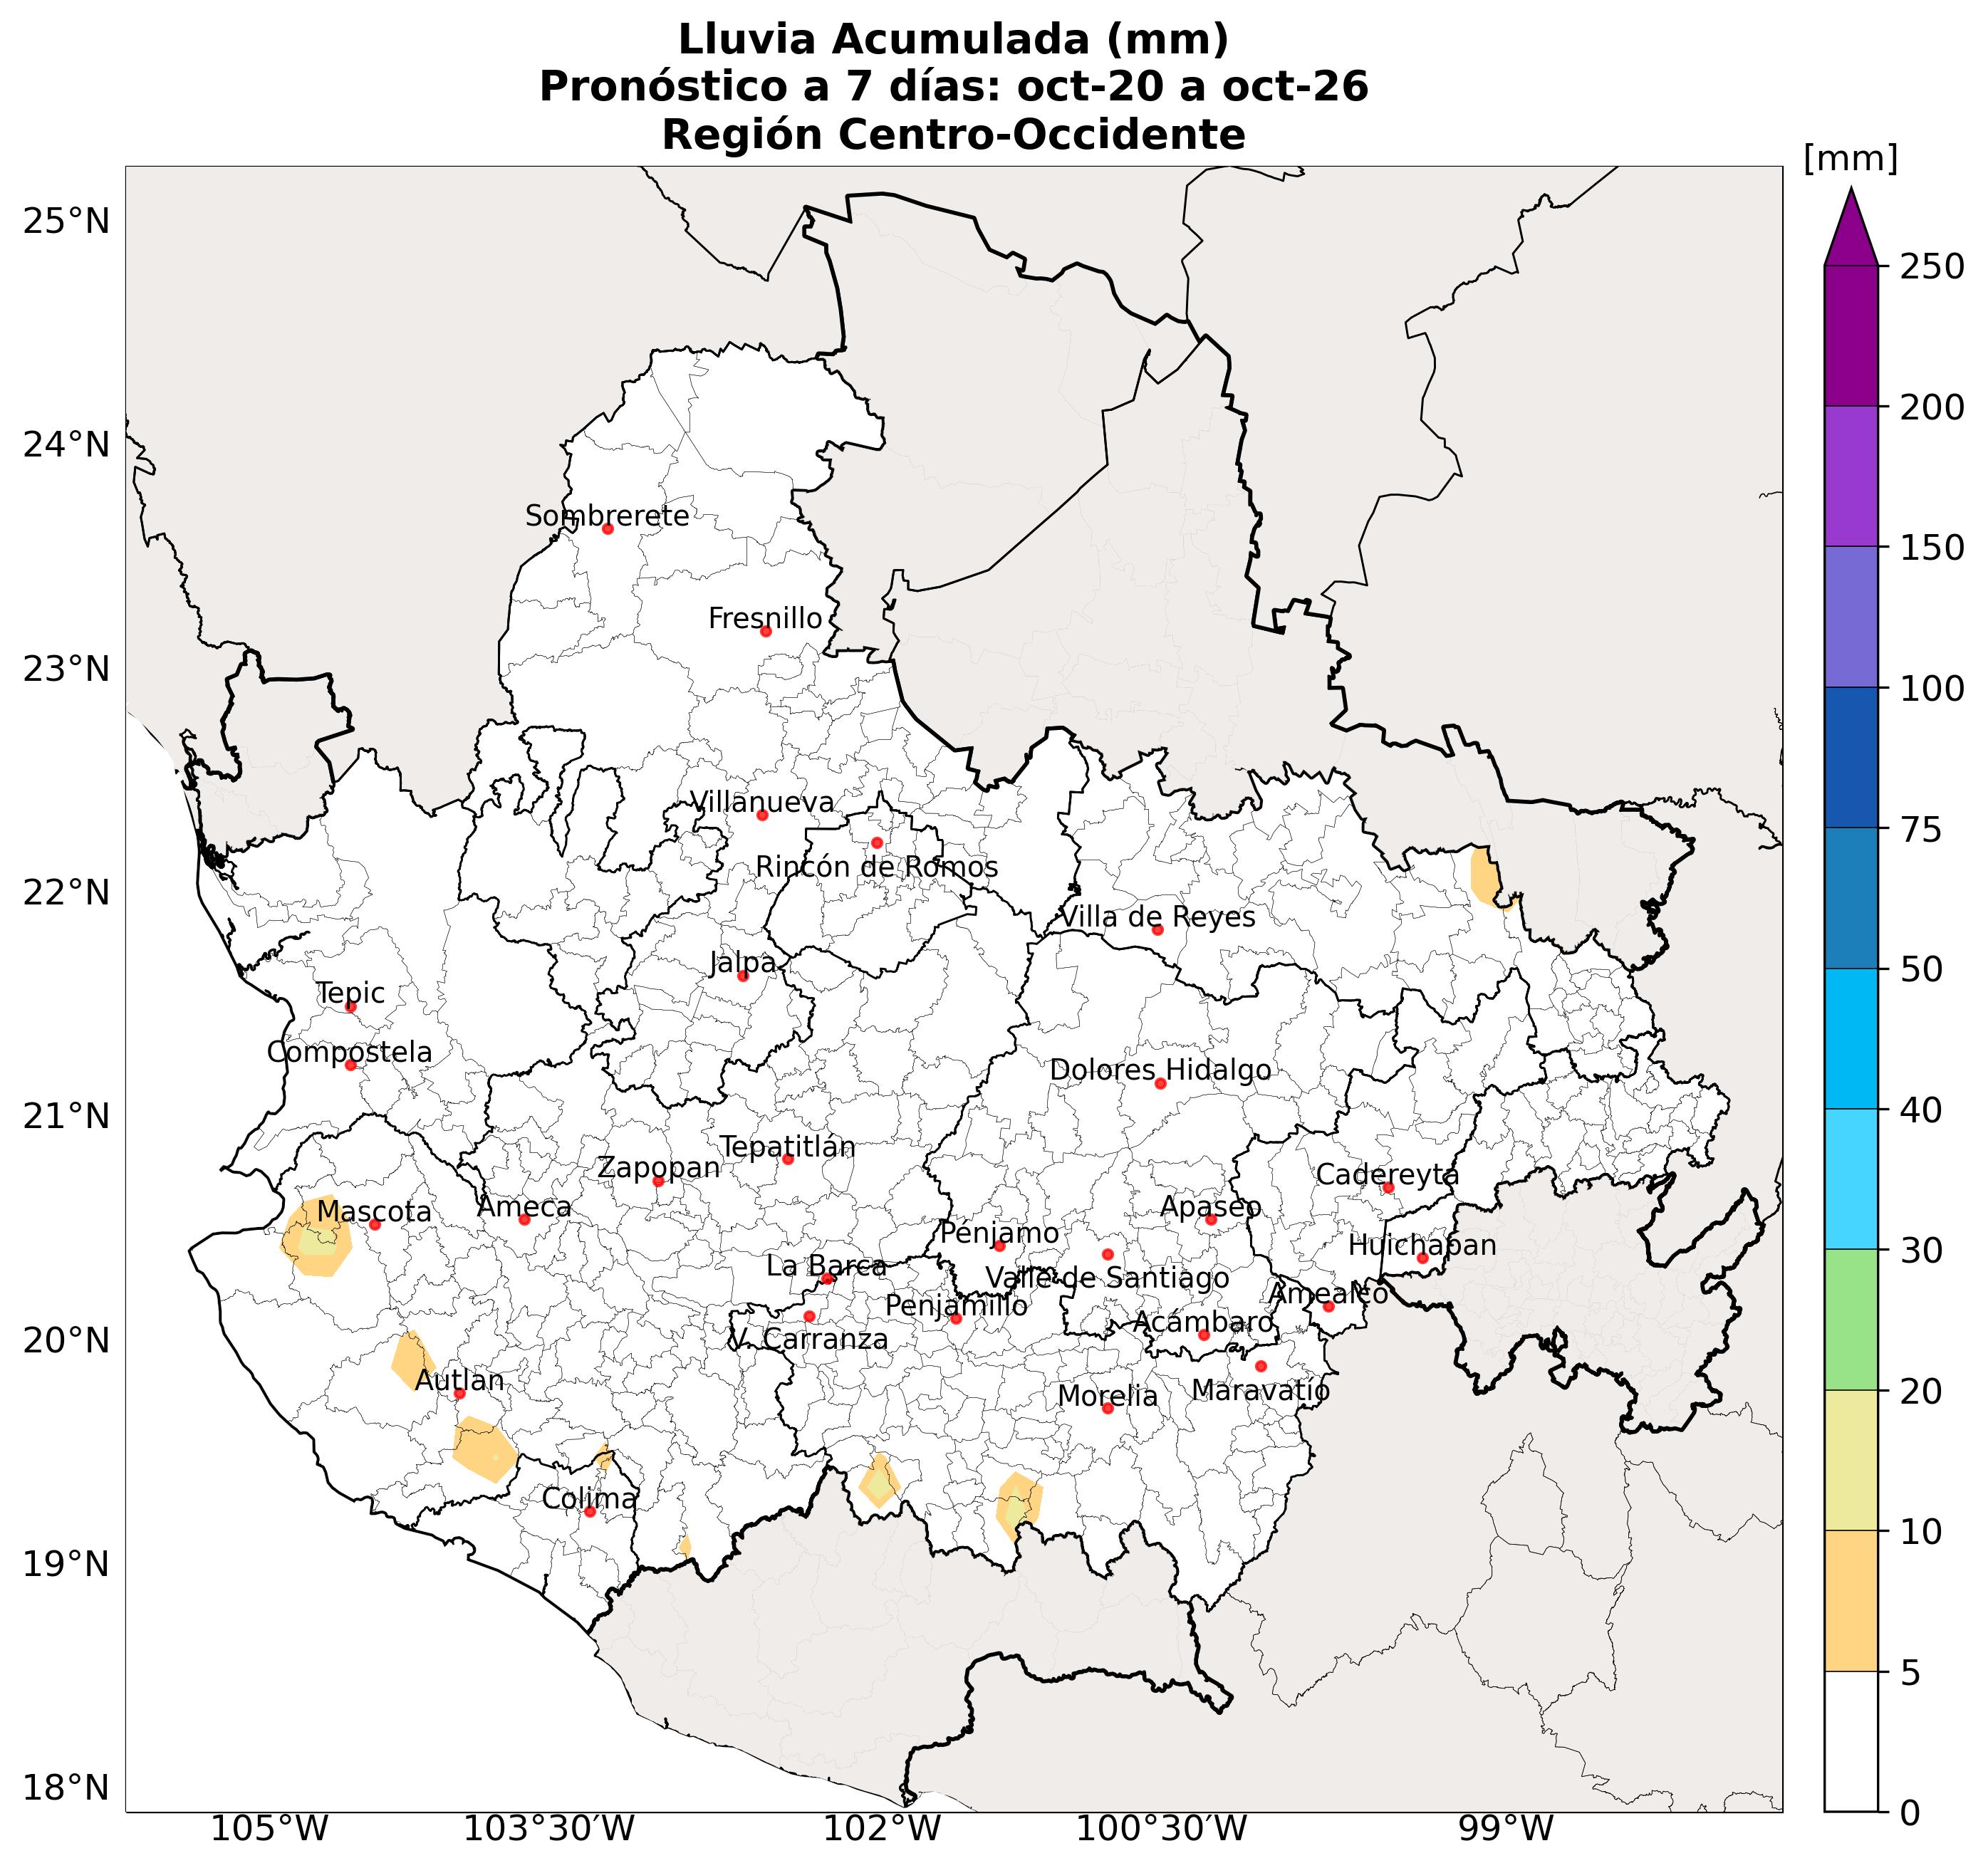 Lluvia Acumulada (mm)
Pronóstico a 7 días: oct-20 a oct-26
Región Centro-Occidente
[mm]
25°N
250
200
24°N
150
Sombrerete
Fresnillo
23°N
100
Villanueva
75
Rincón de Romos
22°N
Villa de Reyes
Jalpa
50
Tepic
Compostela
Dolores Hidalgo
21°N
40
Tepatitlán
Zapopan
Cadereyta
Mascota
Ameca
Apaseo
Pénjamo
Huichapan
30
La Barca
Valle de Santiago
Amealco
Penjamillo
Acámbaro
20°N
V. Carranza
Autlan
Maravatío
20
Morelia
Colima
10
19°N
5
18°N
0
105°W
103°30'W
102°W
100°30'W
99°W